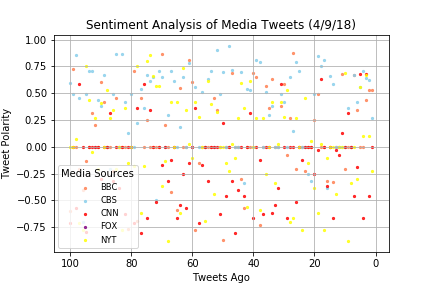 Sentiment Analysis of Media Tweets (4/9/18)
1.00
0.75
0.50
0.25
0.00
−0.25
−0.50
−0.75
Tweet Polarity
Media Sources
BBC
CBS
CNN
FOX
NYT
100 80 60 40 20 0
Tweets Ago